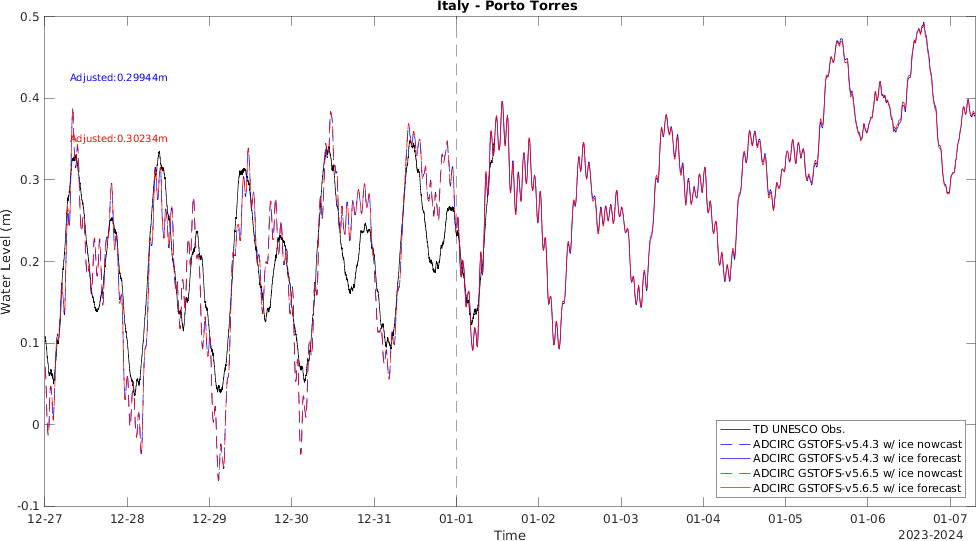 Italy - Porto Torres
0.5
0.4
0.3
0.2
0.1
0
-0.1
Water Level (m)
Adjusted:0.29944m
Adjusted:0.30234m
TD UNESCO Obs.
ADCIRC GSTOFS-v5.4.3 w/ ice nowcast
ADCIRC GSTOFS-v5.4.3 w/ ice forecast
ADCIRC GSTOFS-v5.6.5 w/ ice nowcast
ADCIRC GSTOFS-v5.6.5 w/ ice forecast
12-27 12-28 12-29 12-30 12-31 01-01 01-02 01-03 01-04 01-05 01-06 01-07
Time
2023-2024